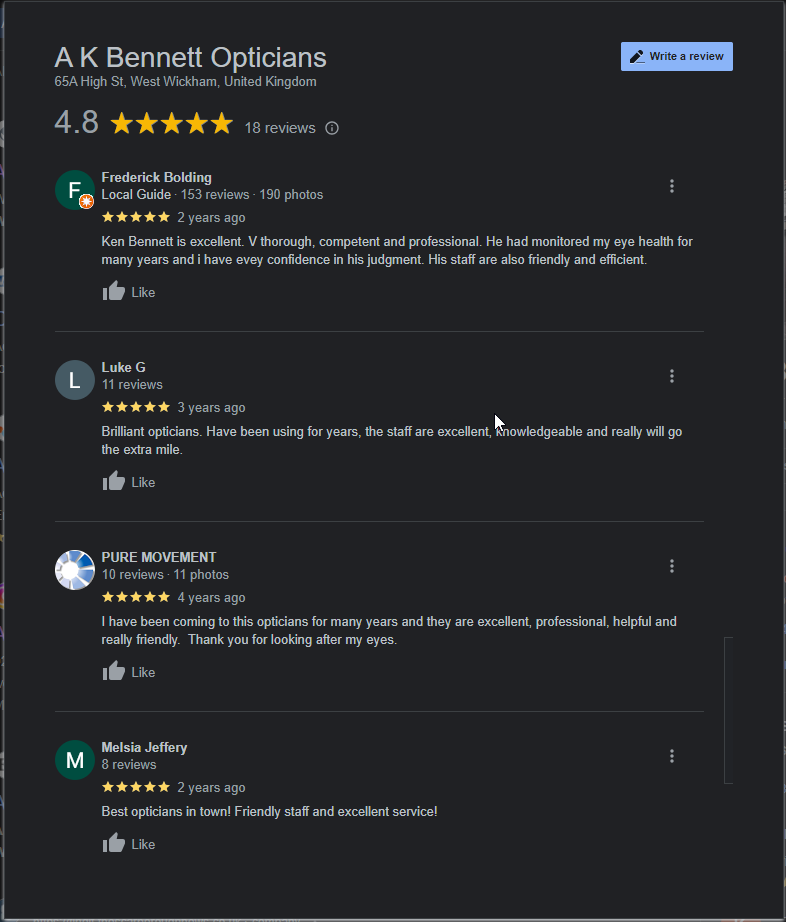 A K Bennett Opticians
Write a review
65A High St, West Wickham, United Kingdom
4.8 18 reviews
F
Frederick Bolding
Local Guide · 153 reviews · 190 photos
2 years ago
Ken Bennett is excellent. V thorough, competent and professional. He had monitored my eye health for
many years and i have evey confidence in his judgment. His staff are also friendly and efficient.
Like
L
Luke G
11 reviews
3 years ago
Brilliant opticians. Have been using for years, the staff are excellent, knowledgeable and really will go
the extra mile.
Like
PURE MOVEMENT
10 reviews · 11 photos
4 years ago
I have been coming to this opticians for many years and they are excellent, professional, helpful and
really friendly.  Thank you for looking after my eyes.
Like
M
Melsia Jeffery
8 reviews
2 years ago
Best opticians in town! Friendly staff and excellent service!
Like